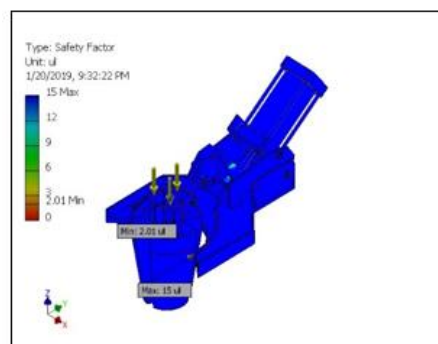 Type: Safety Factor
Unit: ul
1/20/2019, 9:32:22 PM
15 Max
12
9
6
3
2.01 Min
0
Min: 2.01 ul
Max: 15 ul
Z
Y
X